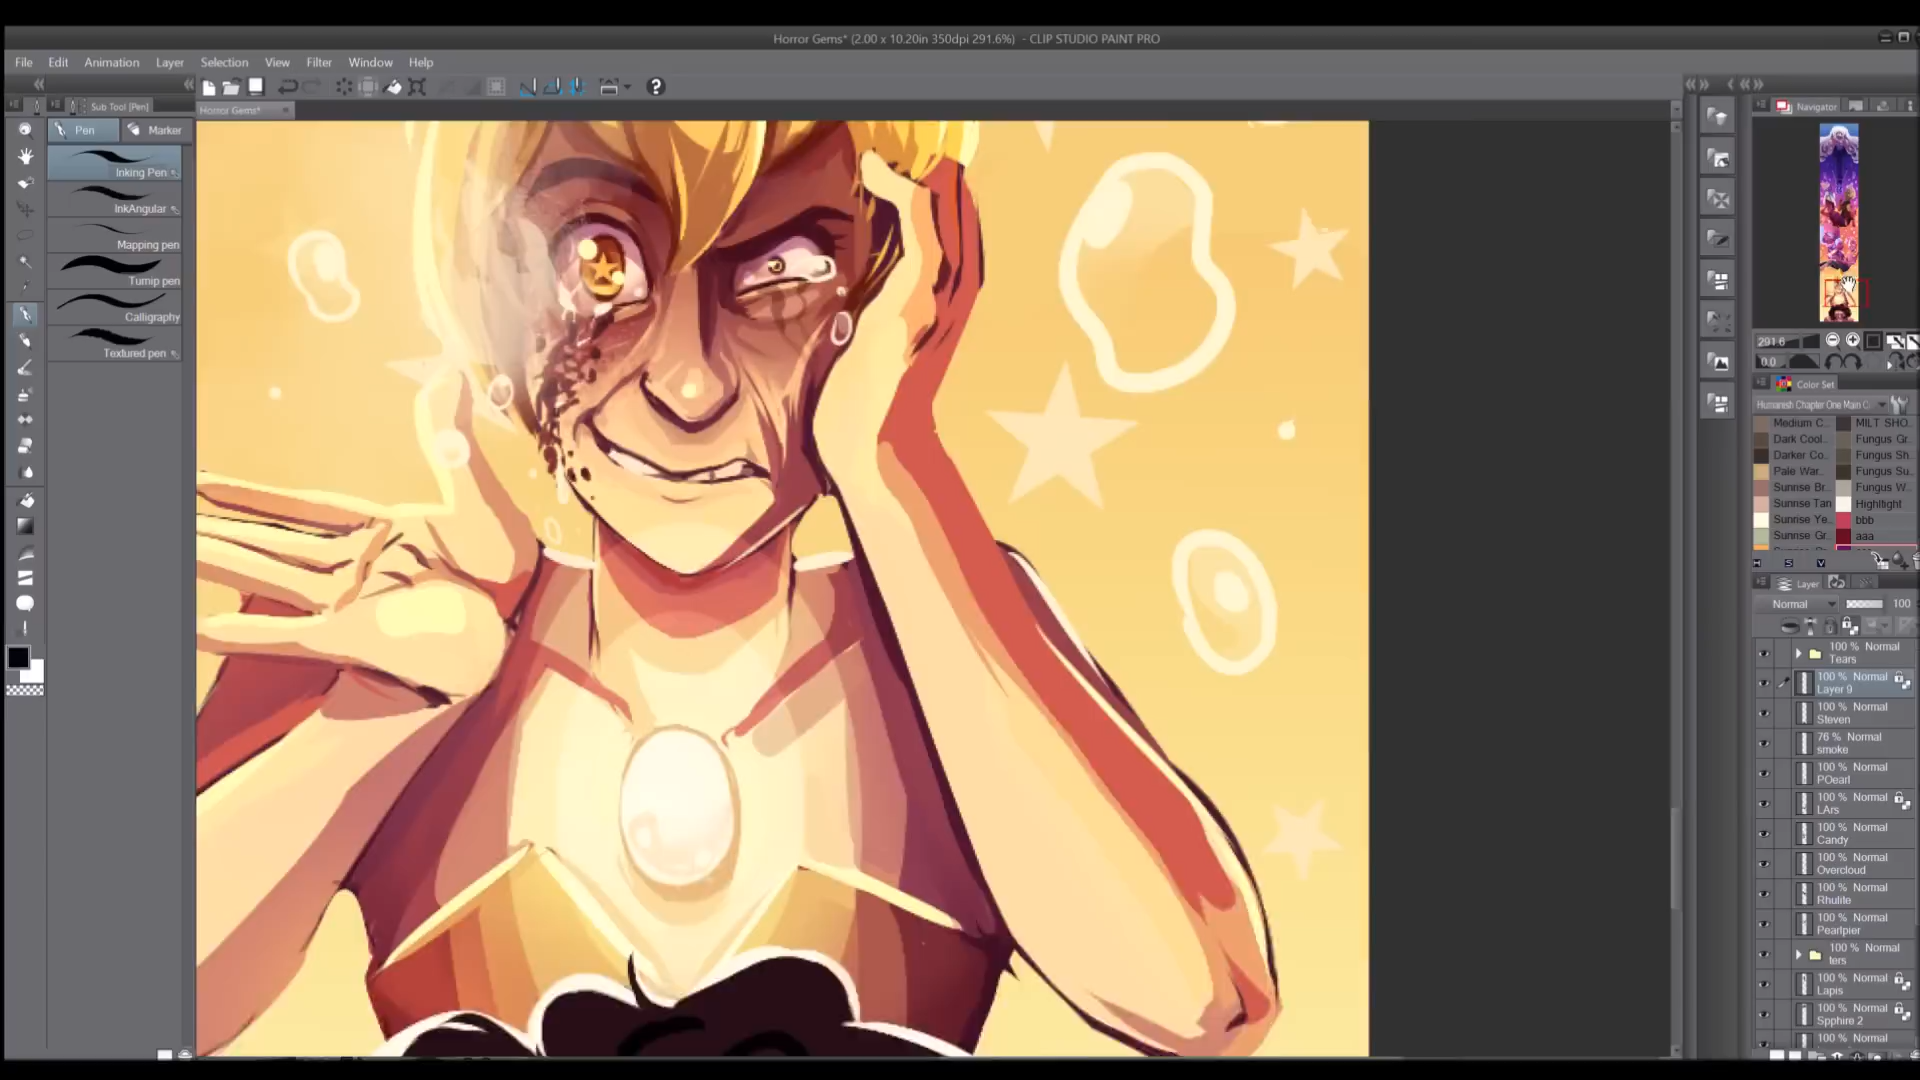 Horror Gems* (2.00 x 10.20in 350dpi 291.6%) - CLIP STUDIO PAINT PRO
File Edit Animation Layer Selection View Filter Window Help
Sub Tool [Pen]
Horror Gems*
Navigator
Pen Marker
Inking Pen
InkAngular
Mapping pen
Turnip pen
Calligraphy
Textured pen
291.6
0.0
Color Set
Humanish Chapter One Main C
Medium C... MILT SHO...
Dark Cool... Fungus Gr...
Darker Co... Fungus Sh...
Pale War... Fungus Su...
Sunrise Br... Fungus W...
Sunrise Tan Highltight
Sunrise Ye... bbb
Sunrise Gr... aaa
H S V
Layer
Normal 100
100 % Normal
Tears
100 % Normal
Layer 9
100 % Normal
Steven
76 % Normal
smoke
100 % Normal
POearl
100 % Normal
LArs
100 % Normal
Candy
100 % Normal
Overcloud
100 % Normal
Rhulite
100 % Normal
Pearlpier
100 % Normal
ters
100 % Normal
Lapis
100 % Normal
Spphire 2
100 % Normal